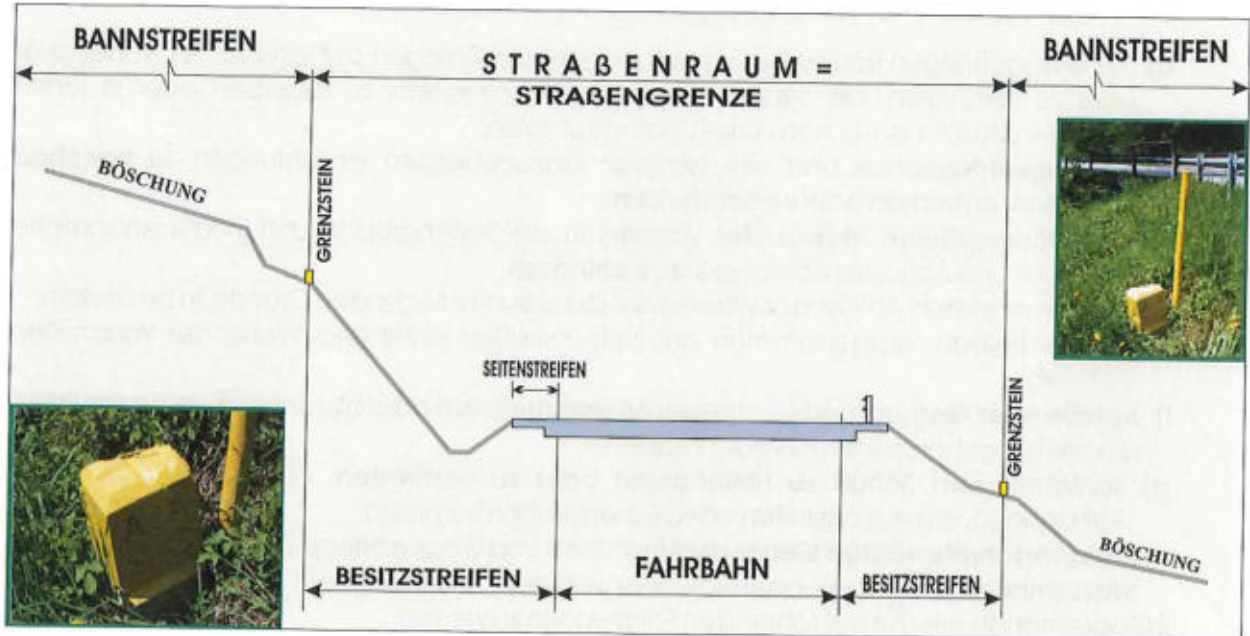 BANNSTREIFEN
STRAßENRAUM =
STRAßENGRENZE
BANNSTREIFEN
BÖSCHUNG
GRENZSTEIN
SEITENSTREIFEN
GRENZSTEIN
BÖSCHUNG
BESITZSTREIFEN
FAHRBAHN
BESITZSTREIFEN